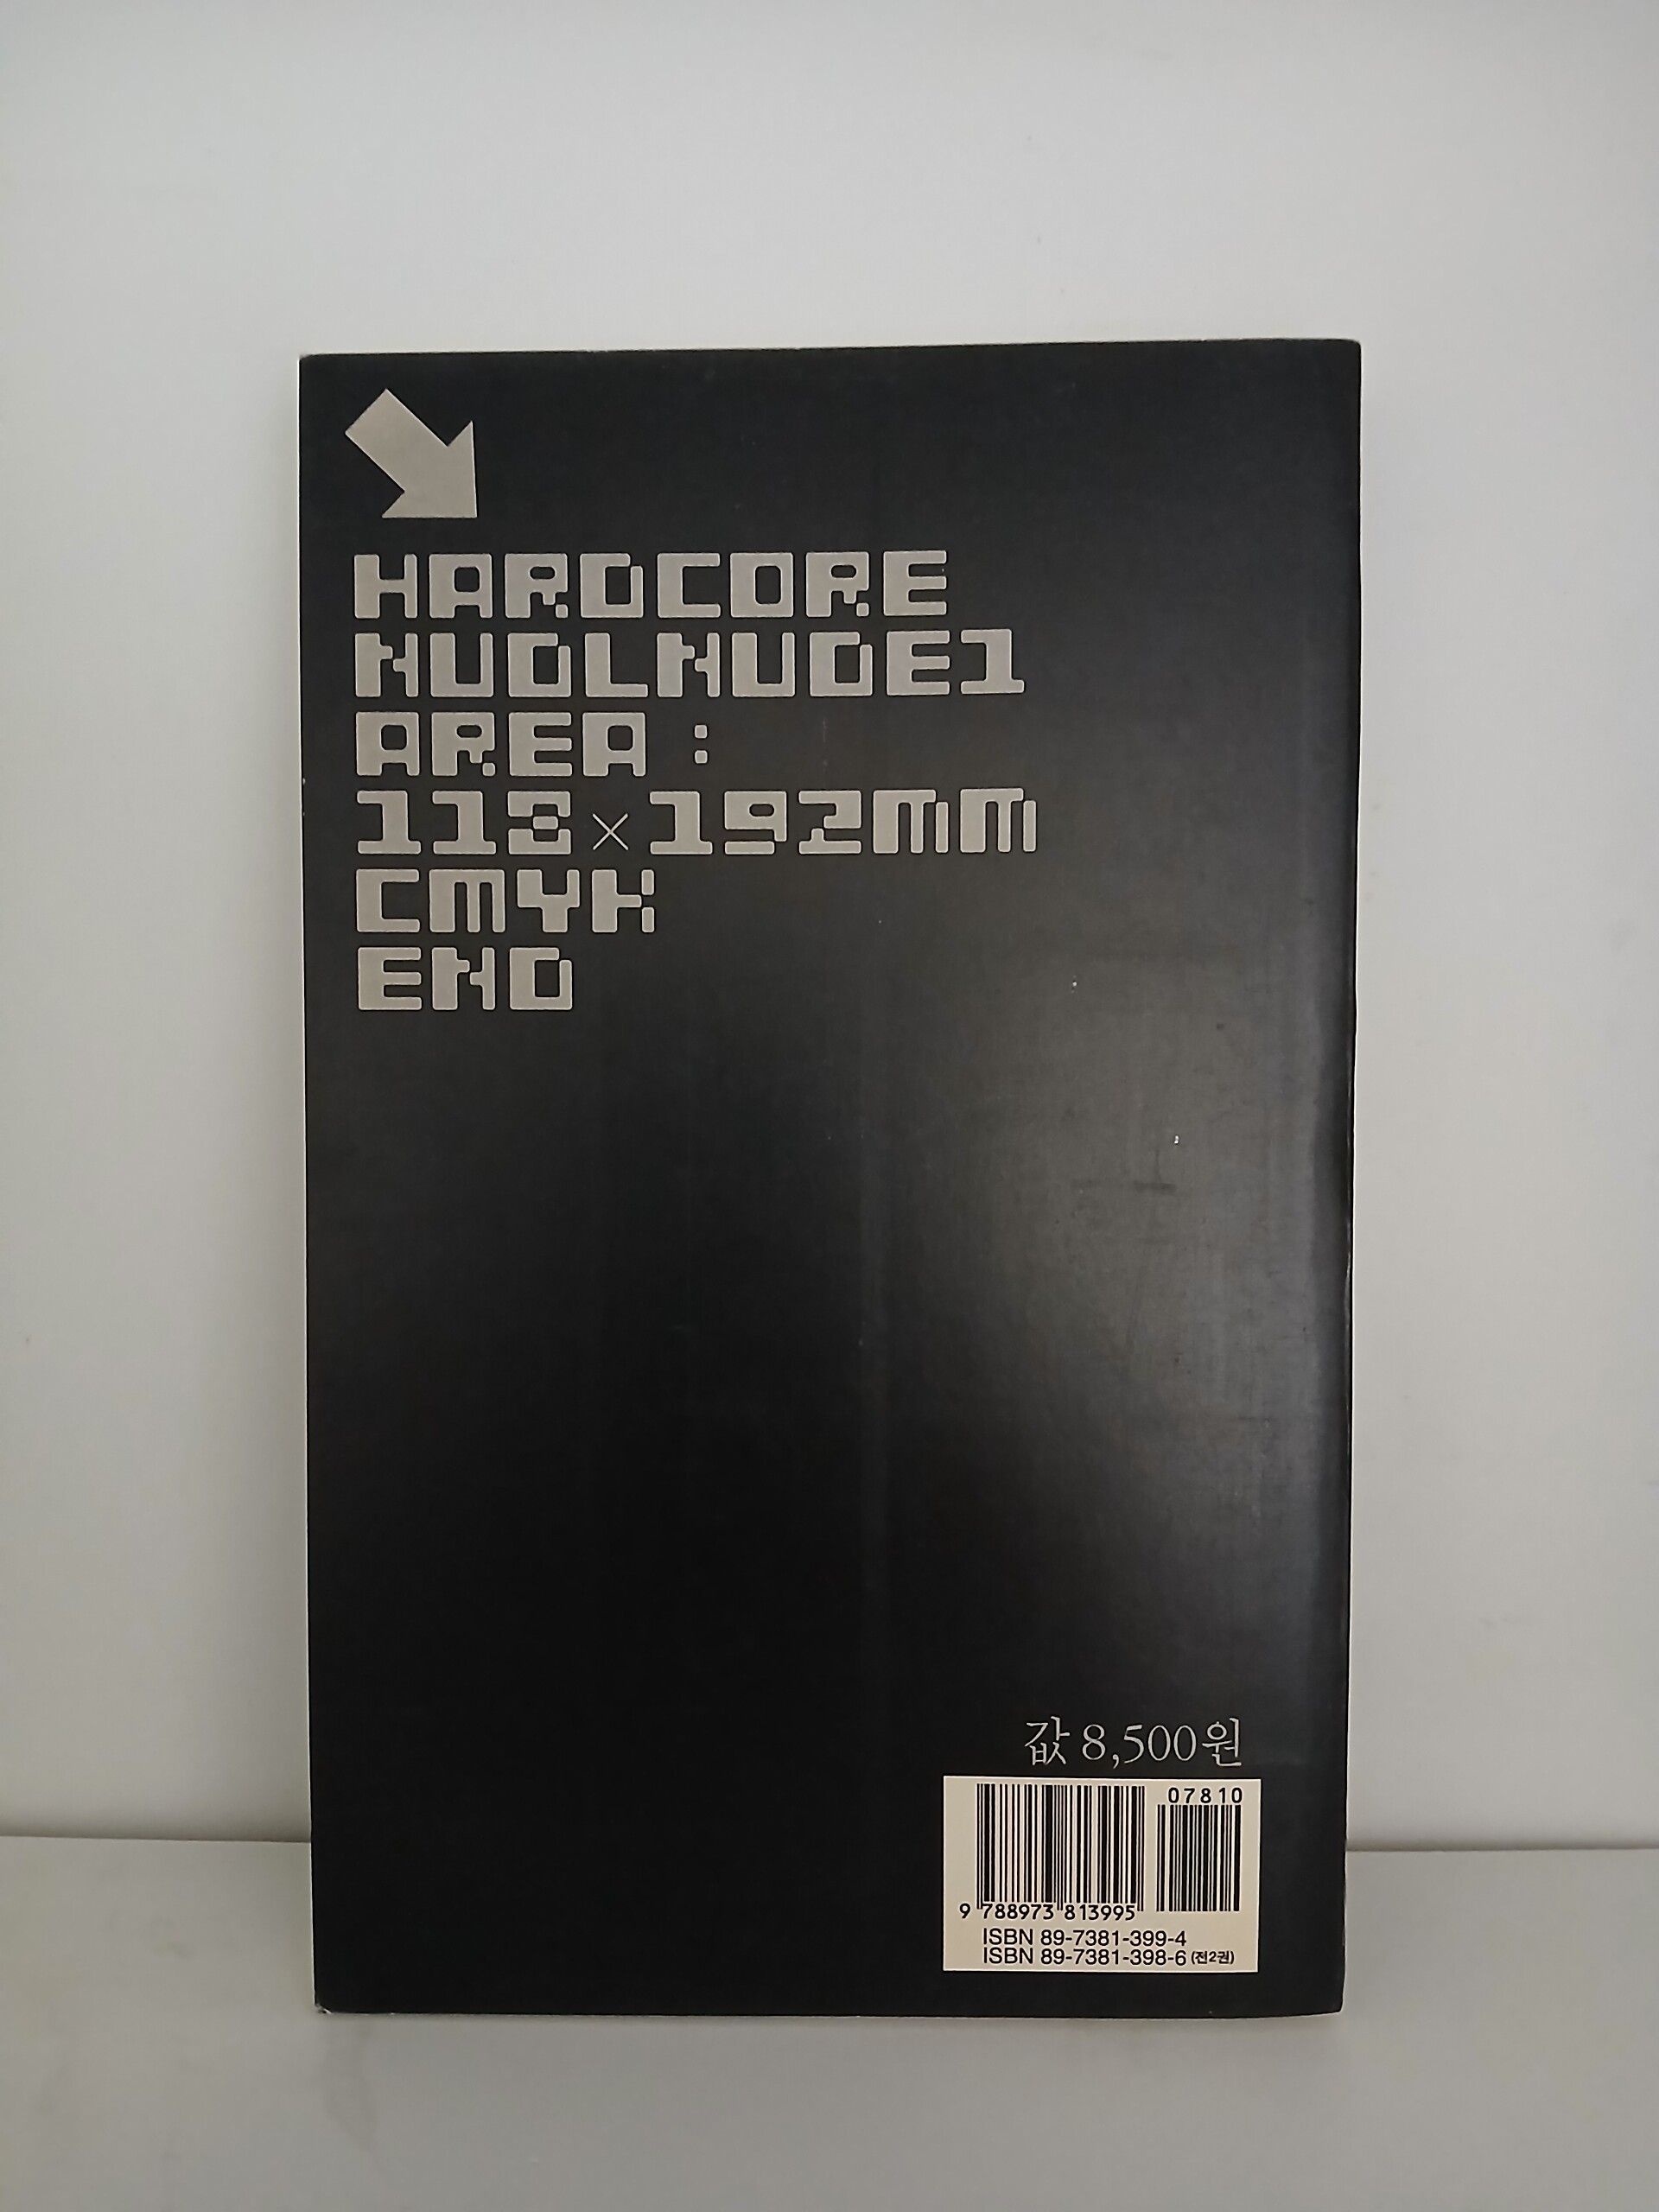 HARDCORE
NUDLNUDE1
AREA :
113×192MM
CMYK
END
값 8,500원
07810
9 788973 813995
ISBN 89-7381-399-4
ISBN 89-7381-398-6 (전2권)